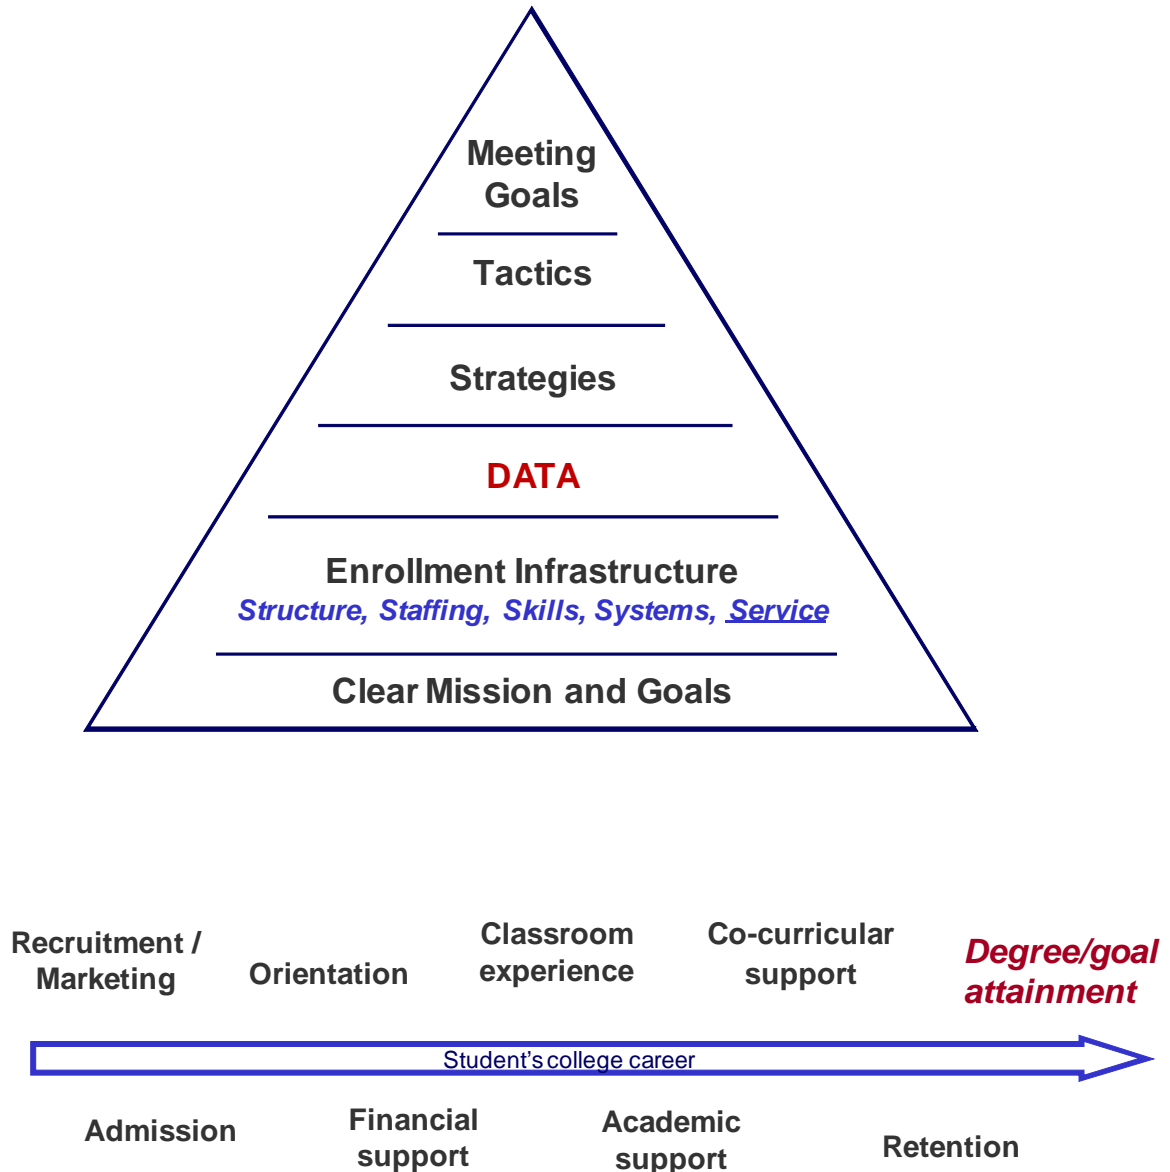 Meeting
Goals
Tactics
Strategies
DATA
Enrollment Infrastructure
Structure, Staffing, Skills, Systems, Service
Clear Mission and Goals
Recruitment /
Marketing
Orientation
Classroom
experience
Co-curricular
support
Degree/goal
attainment
Student's college career
Admission
Financial
support
Academic
support
Retention